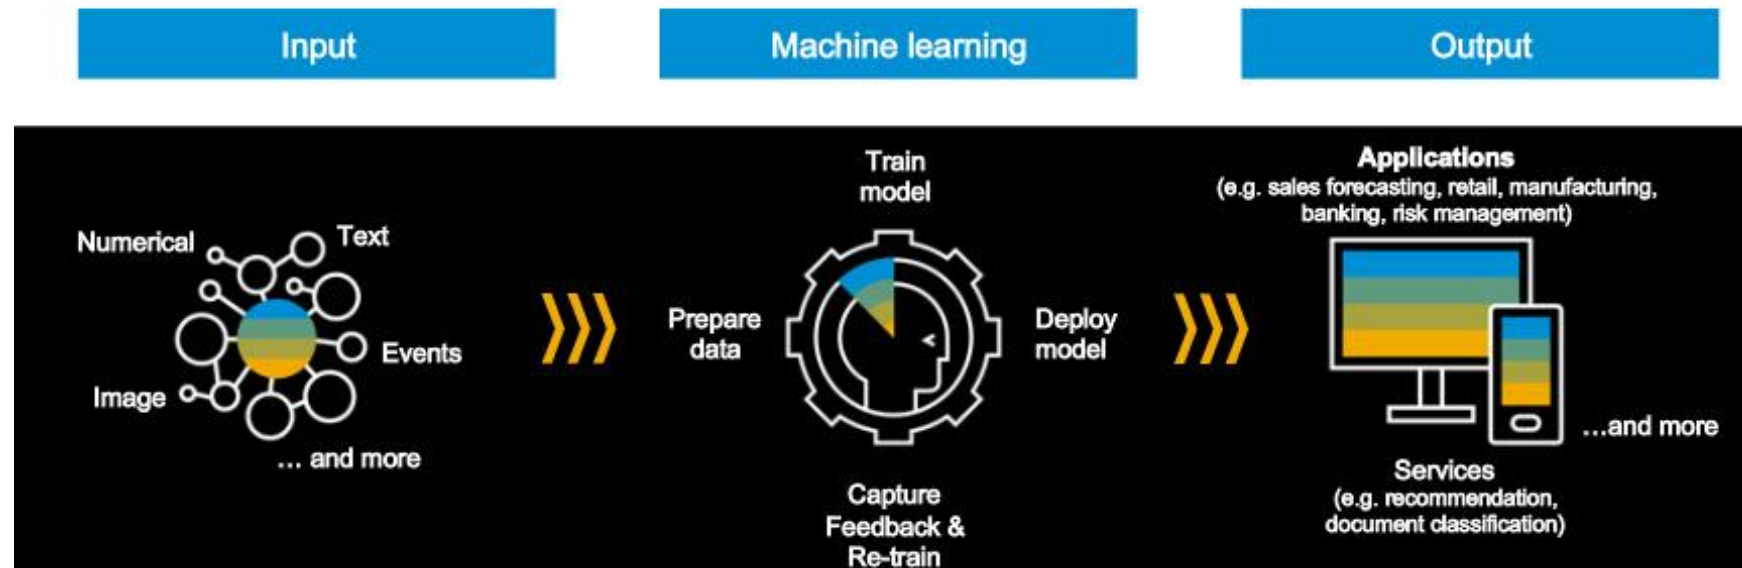 Input
Machine learning
Output
Numerical
Text
Events
Image
... and more
Train
model
Prepare
data
Deploy
model
Capture
Feedback &
Re-train
Applications
(e.g. sales forecasting, retail, manufacturing,
banking, risk management)
...and more
Services
(e.g. recommendation,
document classification)